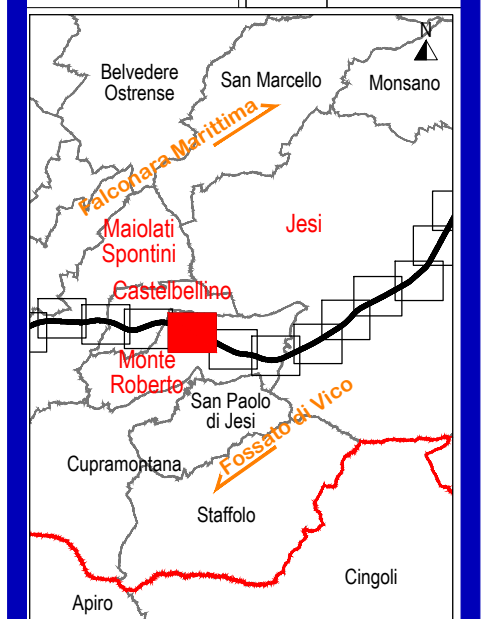 N
Belvedere
Ostrense
San Marcello
Monsano
Falconara Marittima
Maiolati
Spontini
Jesi
Castelbellino
Monte
Roberto
San Paolo
di Jesi
Fossato di Vico
Cupramontana
Staffolo
Cingoli
Apiro